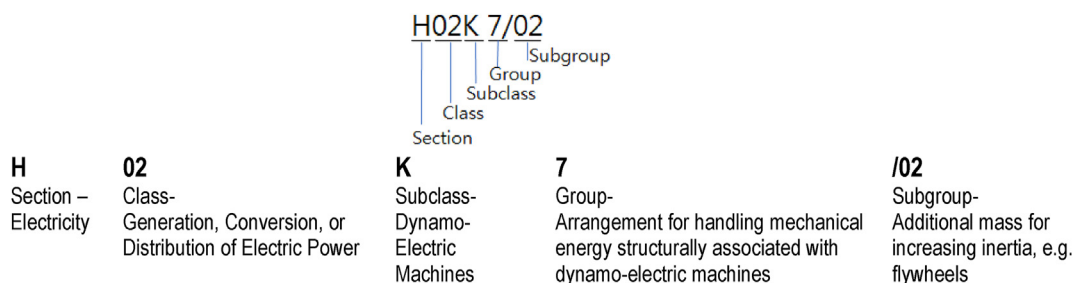 H02K 7/02
Subgroup
Group
Subclass
Class
Section
H 02 K 7 /02
Section – Class- Subclass- Group- Subgroup-
Electricity Generation, Conversion, or Dynamo- Arrangement for handling mechanical Additional mass for
Distribution of Electric Power Electric energy structurally associated with increasing inertia, e.g.
Machines dynamo-electric machines flywheels